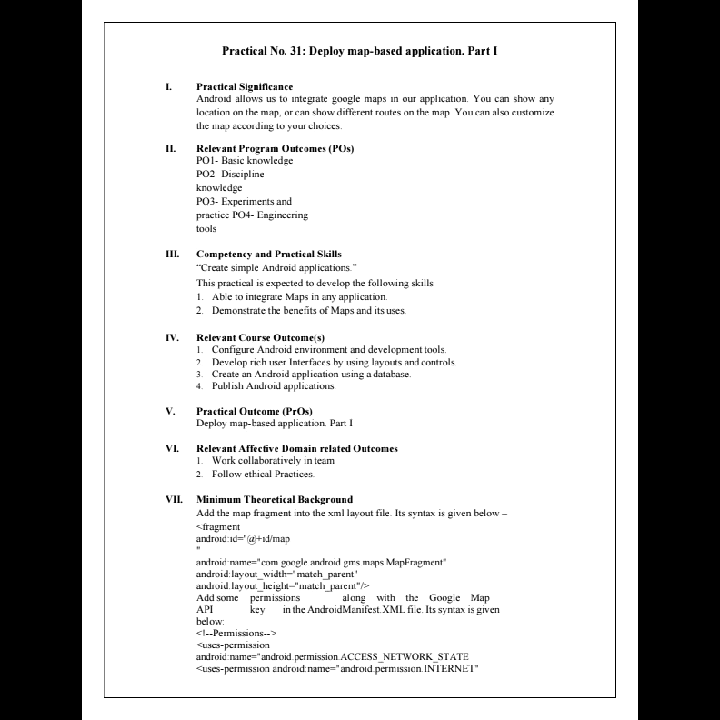 Practical No. 31: Deploy map-based application. Part I
I. Practical Significance
Android allows us to integrate google maps in our application. You can show any
location on the map, or can show different routes on the map. You can also customize
the map according to your choices.
II. Relevant Program Outcomes (POs)
PO1- Basic knowledge
PO2- Discipline
knowledge
PO3- Experiments and
practice PO4- Engineering
tools
III. Competency and Practical Skills
“Create simple Android applications.”
This practical is expected to develop the following skills
1. Able to integrate Maps in any application.
2. Demonstrate the benefits of Maps and its uses.
IV. Relevant Course Outcome(s)
1. Configure Android environment and development tools.
2. Develop rich user Interfaces by using layouts and controls.
3. Create an Android application using a database.
4. Publish Android applications
V. Practical Outcome (PrOs)
Deploy map-based application. Part I
VI. Relevant Affective Domain related Outcomes
1. Work collaboratively in team
2. Follow ethical Practices.
VII. Minimum Theoretical Background
Add the map fragment into the xml layout file. Its syntax is given below –
<fragment
android:id="@+id/map
"
android:name="com.google.android.gms.maps.MapFragment"
android:layout_width="match_parent"
android:layout_height="match_parent"/>
Add some permissions along with the Google Map
API key in the AndroidManifest.XML file. Its syntax is given
below:
<!--Permissions-->
<uses-permission
android:name="android.permission.ACCESS_NETWORK_STATE
<uses-permission android:name="android.permission.INTERNET"